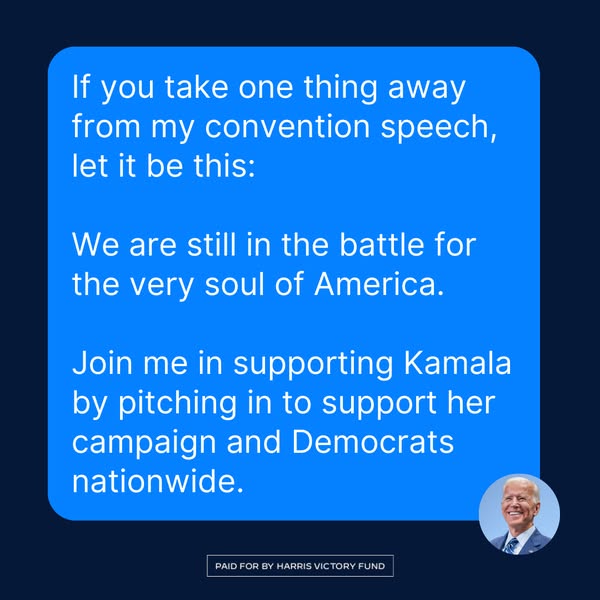 If you take one thing away
from my convention speech,
let it be this:
We are still in the battle for
the very soul of America.
Join me in supporting Kamala
by pitching in to support her
campaign and Democrats
nationwide.
PAID FOR BY HARRIS VICTORY FUND